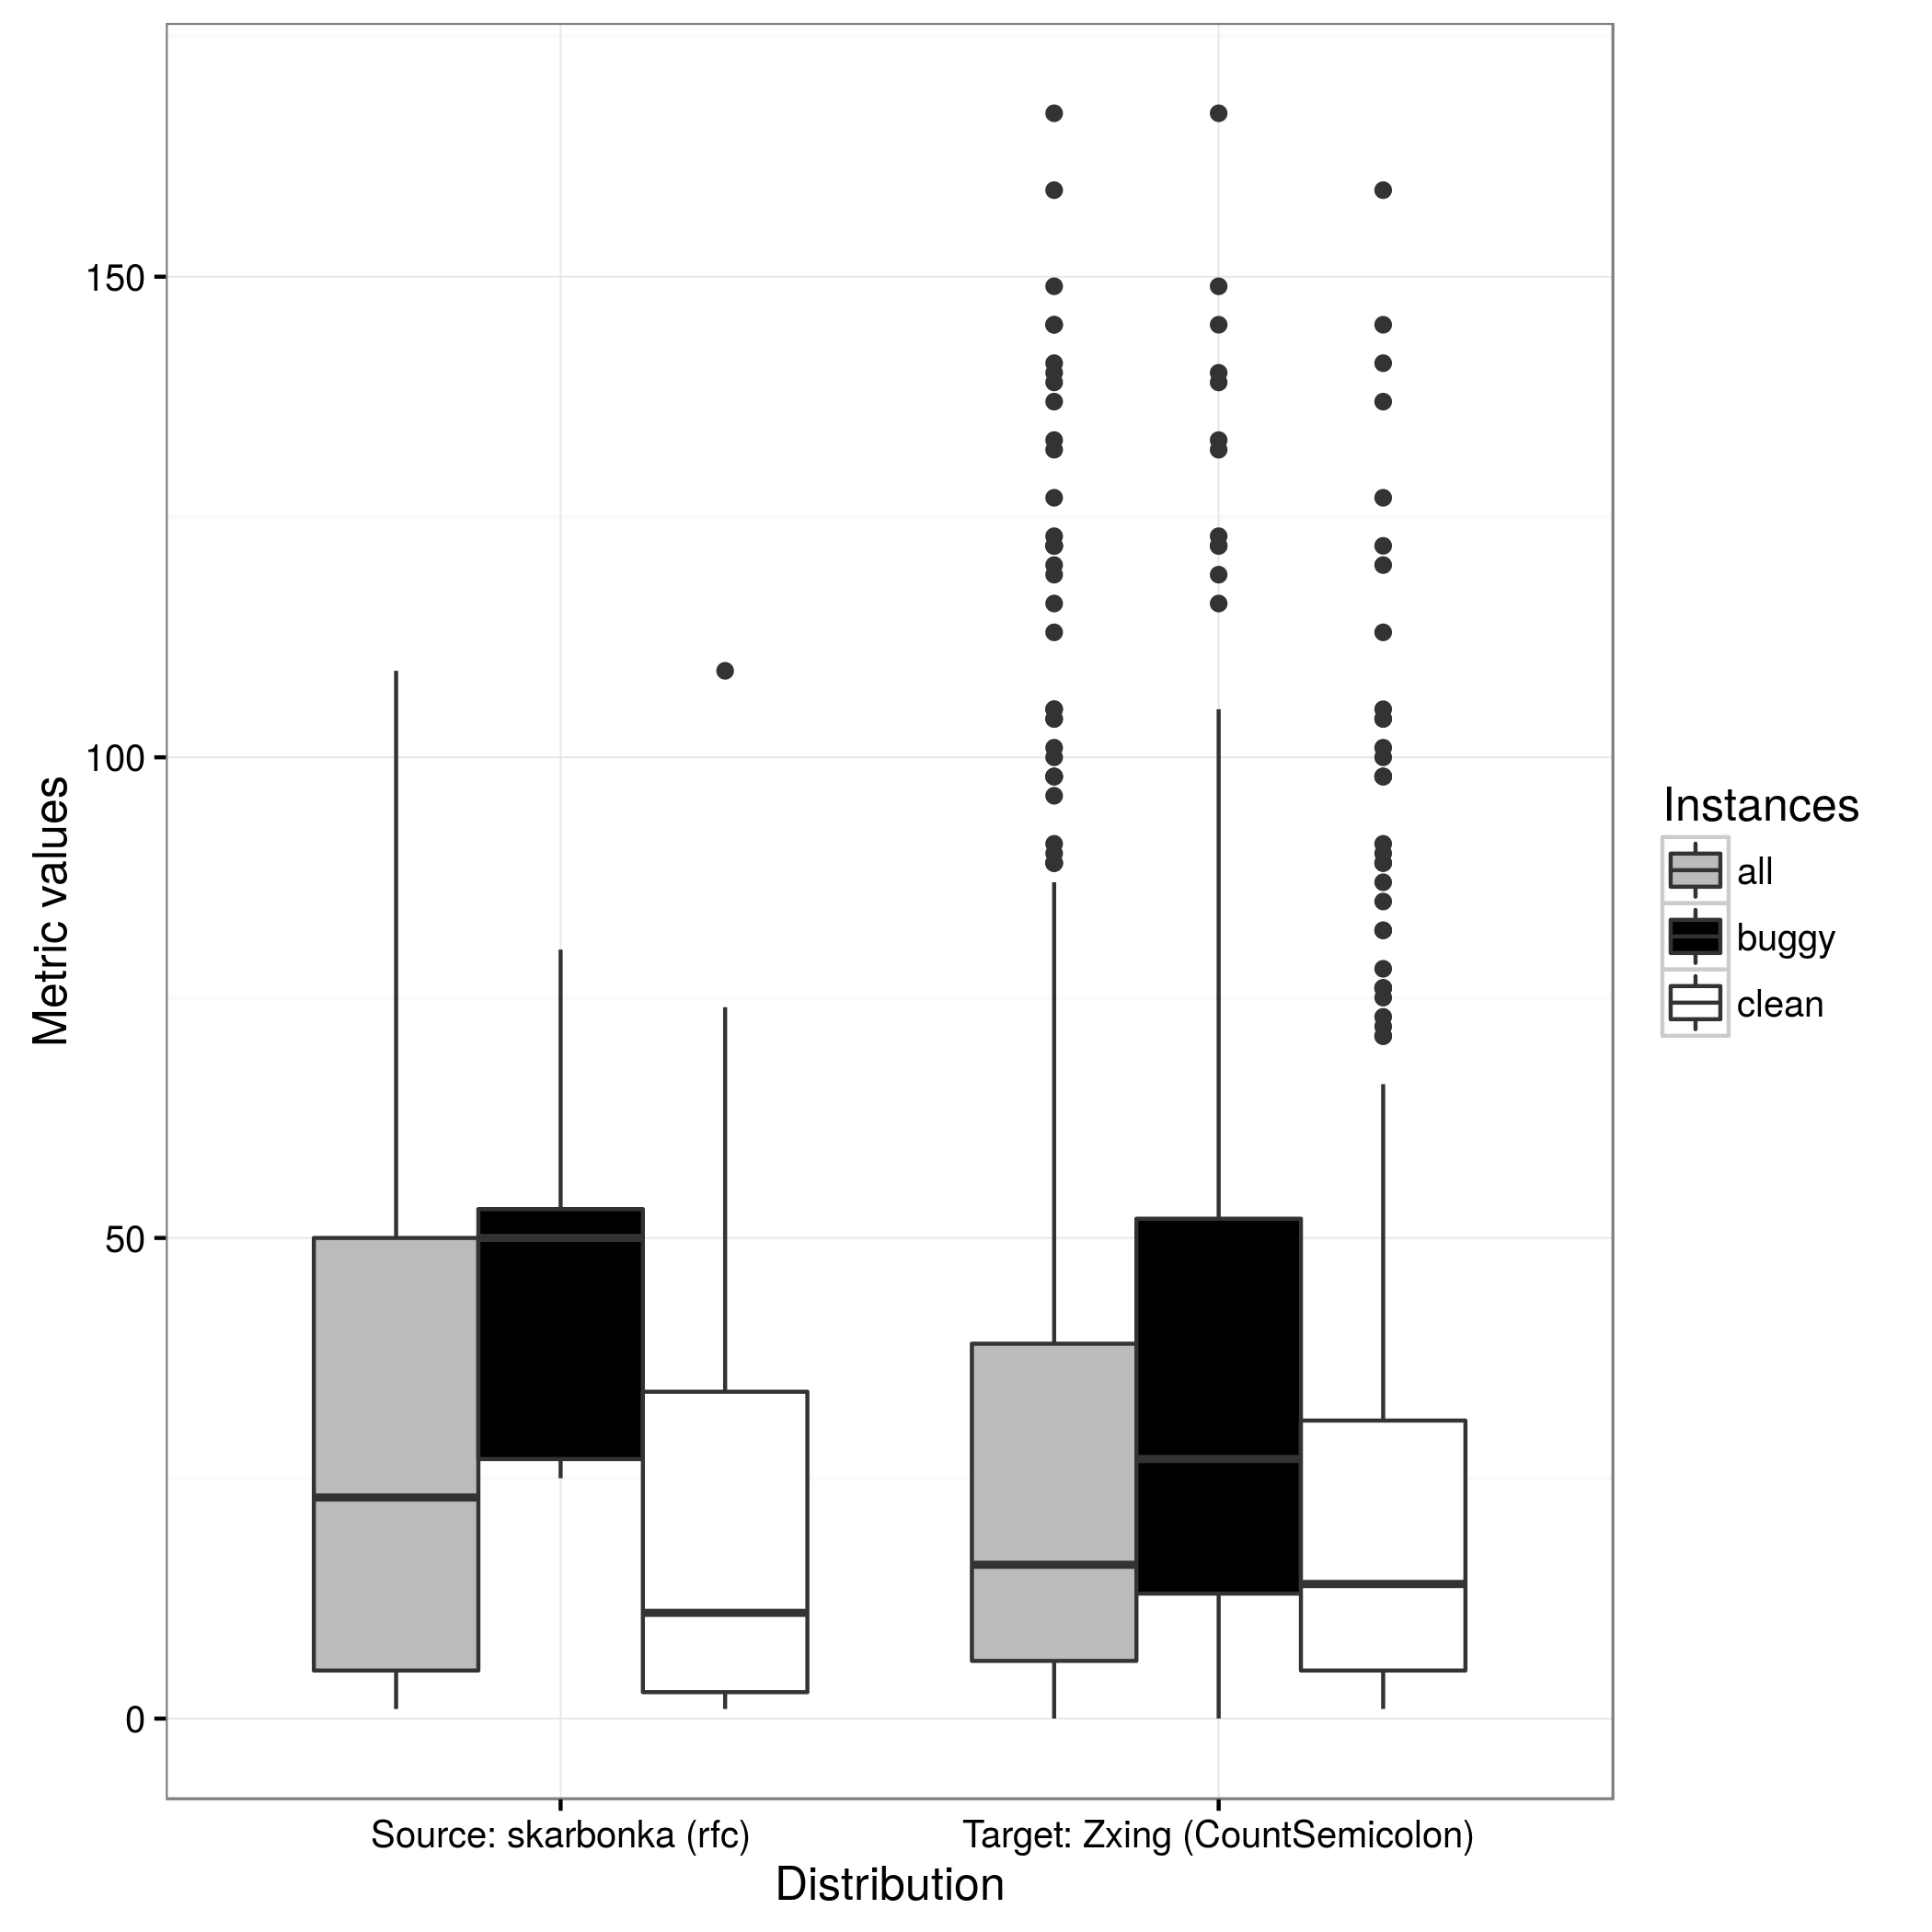 150
100
50
0
Metric values
Source: skarbonka (rfc)
Target: Zxing (CountSemicolon)
Distribution
Instances
all
buggy
clean